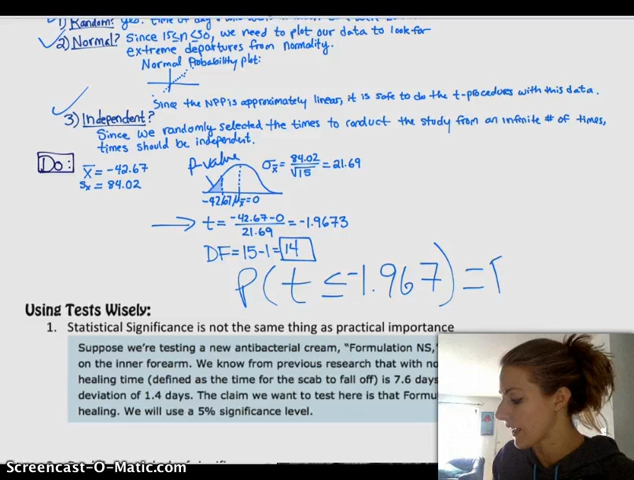 1) Random? yes. time of day
2) Normal? Since 15≤n≤30, we need to plot our data to look for
extreme departures from normality.
Normal Probability plot:
Since the NPP is approximately linear, it is safe to do the t-procedures with this data.
3) Independent?
Since we randomly selected the times to conduct the study from an infinite # of times,
times should be independent.
Do:
x̄ = -42.67
sx = 84.02
P-value
σx̄ = 84.02/√15 = 21.69
-42.67 μx̄=0
t = -42.67-0/21.69 = -1.9673
DF = 15-1 = 14
P(t ≤ -1.967) =
Using Tests Wisely:
1. Statistical Significance is not the same thing as practical importance
Suppose we're testing a new antibacterial cream, "Formulation NS,"
on the inner forearm. We know from previous research that with no
healing time (defined as the time for the scab to fall off) is 7.6 days
deviation of 1.4 days. The claim we want to test here is that
healing. We will use a 5% significance level.
Screencast-O-Matic.com